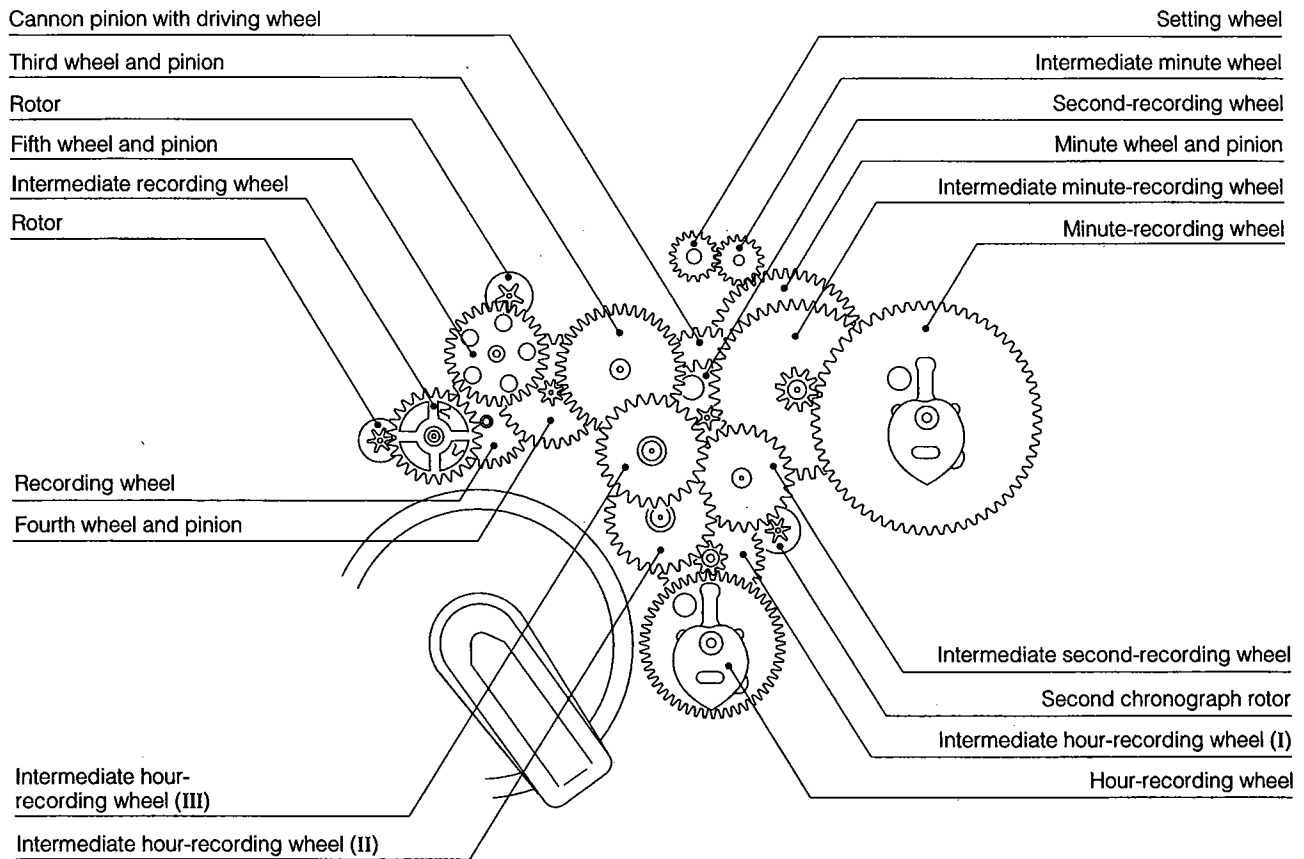 Cannon pinion with driving wheel
Third wheel and pinion
Rotor
Fifth wheel and pinion
Intermediate recording wheel
Rotor
Recording wheel
Fourth wheel and pinion
Intermediate hour-
recording wheel (III)
Intermediate hour-recording wheel (II)
Setting wheel
Intermediate minute wheel
Second-recording wheel
Minute wheel and pinion
Intermediate minute-recording wheel
Minute-recording wheel
Intermediate second-recording wheel
Second chronograph rotor
Intermediate hour-recording wheel (I)
Hour-recording wheel